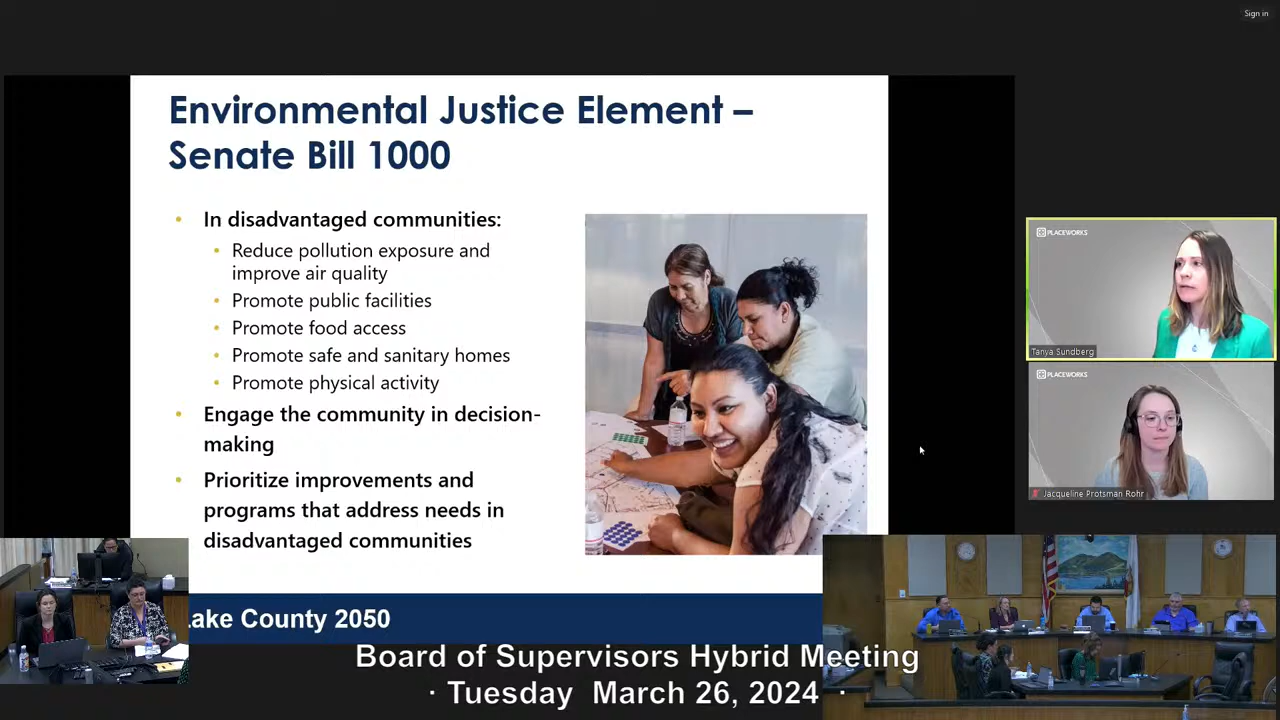 Sign in
Environmental Justice Element –
Senate Bill 1000
• In disadvantaged communities:
• Reduce pollution exposure and
improve air quality
• Promote public facilities
• Promote food access
• Promote safe and sanitary homes
• Promote physical activity
• Engage the community in decision-
making
• Prioritize improvements and
programs that address needs in
disadvantaged communities
PLACEWORKS
Tanya Sundberg
PLACEWORKS
Jacqueline Protsman Rohr
ake County 2050
Board of Supervisors Hybrid Meeting
· Tuesday March 26, 2024 ·